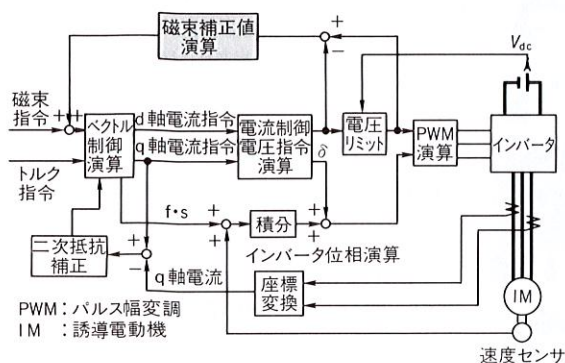 磁束補正値
演算
+
−
+
Vdc
磁束
指令
++
ベクトル
制御
演算
d軸電流指令
q軸電流指令
電流制御
電圧指令
演算
δ
電圧
リミット
PWM
演算
インバータ
トルク
指令
f・s
+
+
積分
+
+
インバータ位相演算
二次抵抗
補正
+
−
q軸電流
座標
変換
IM
速度センサ
PWM：パルス幅変調
IM：誘導電動機